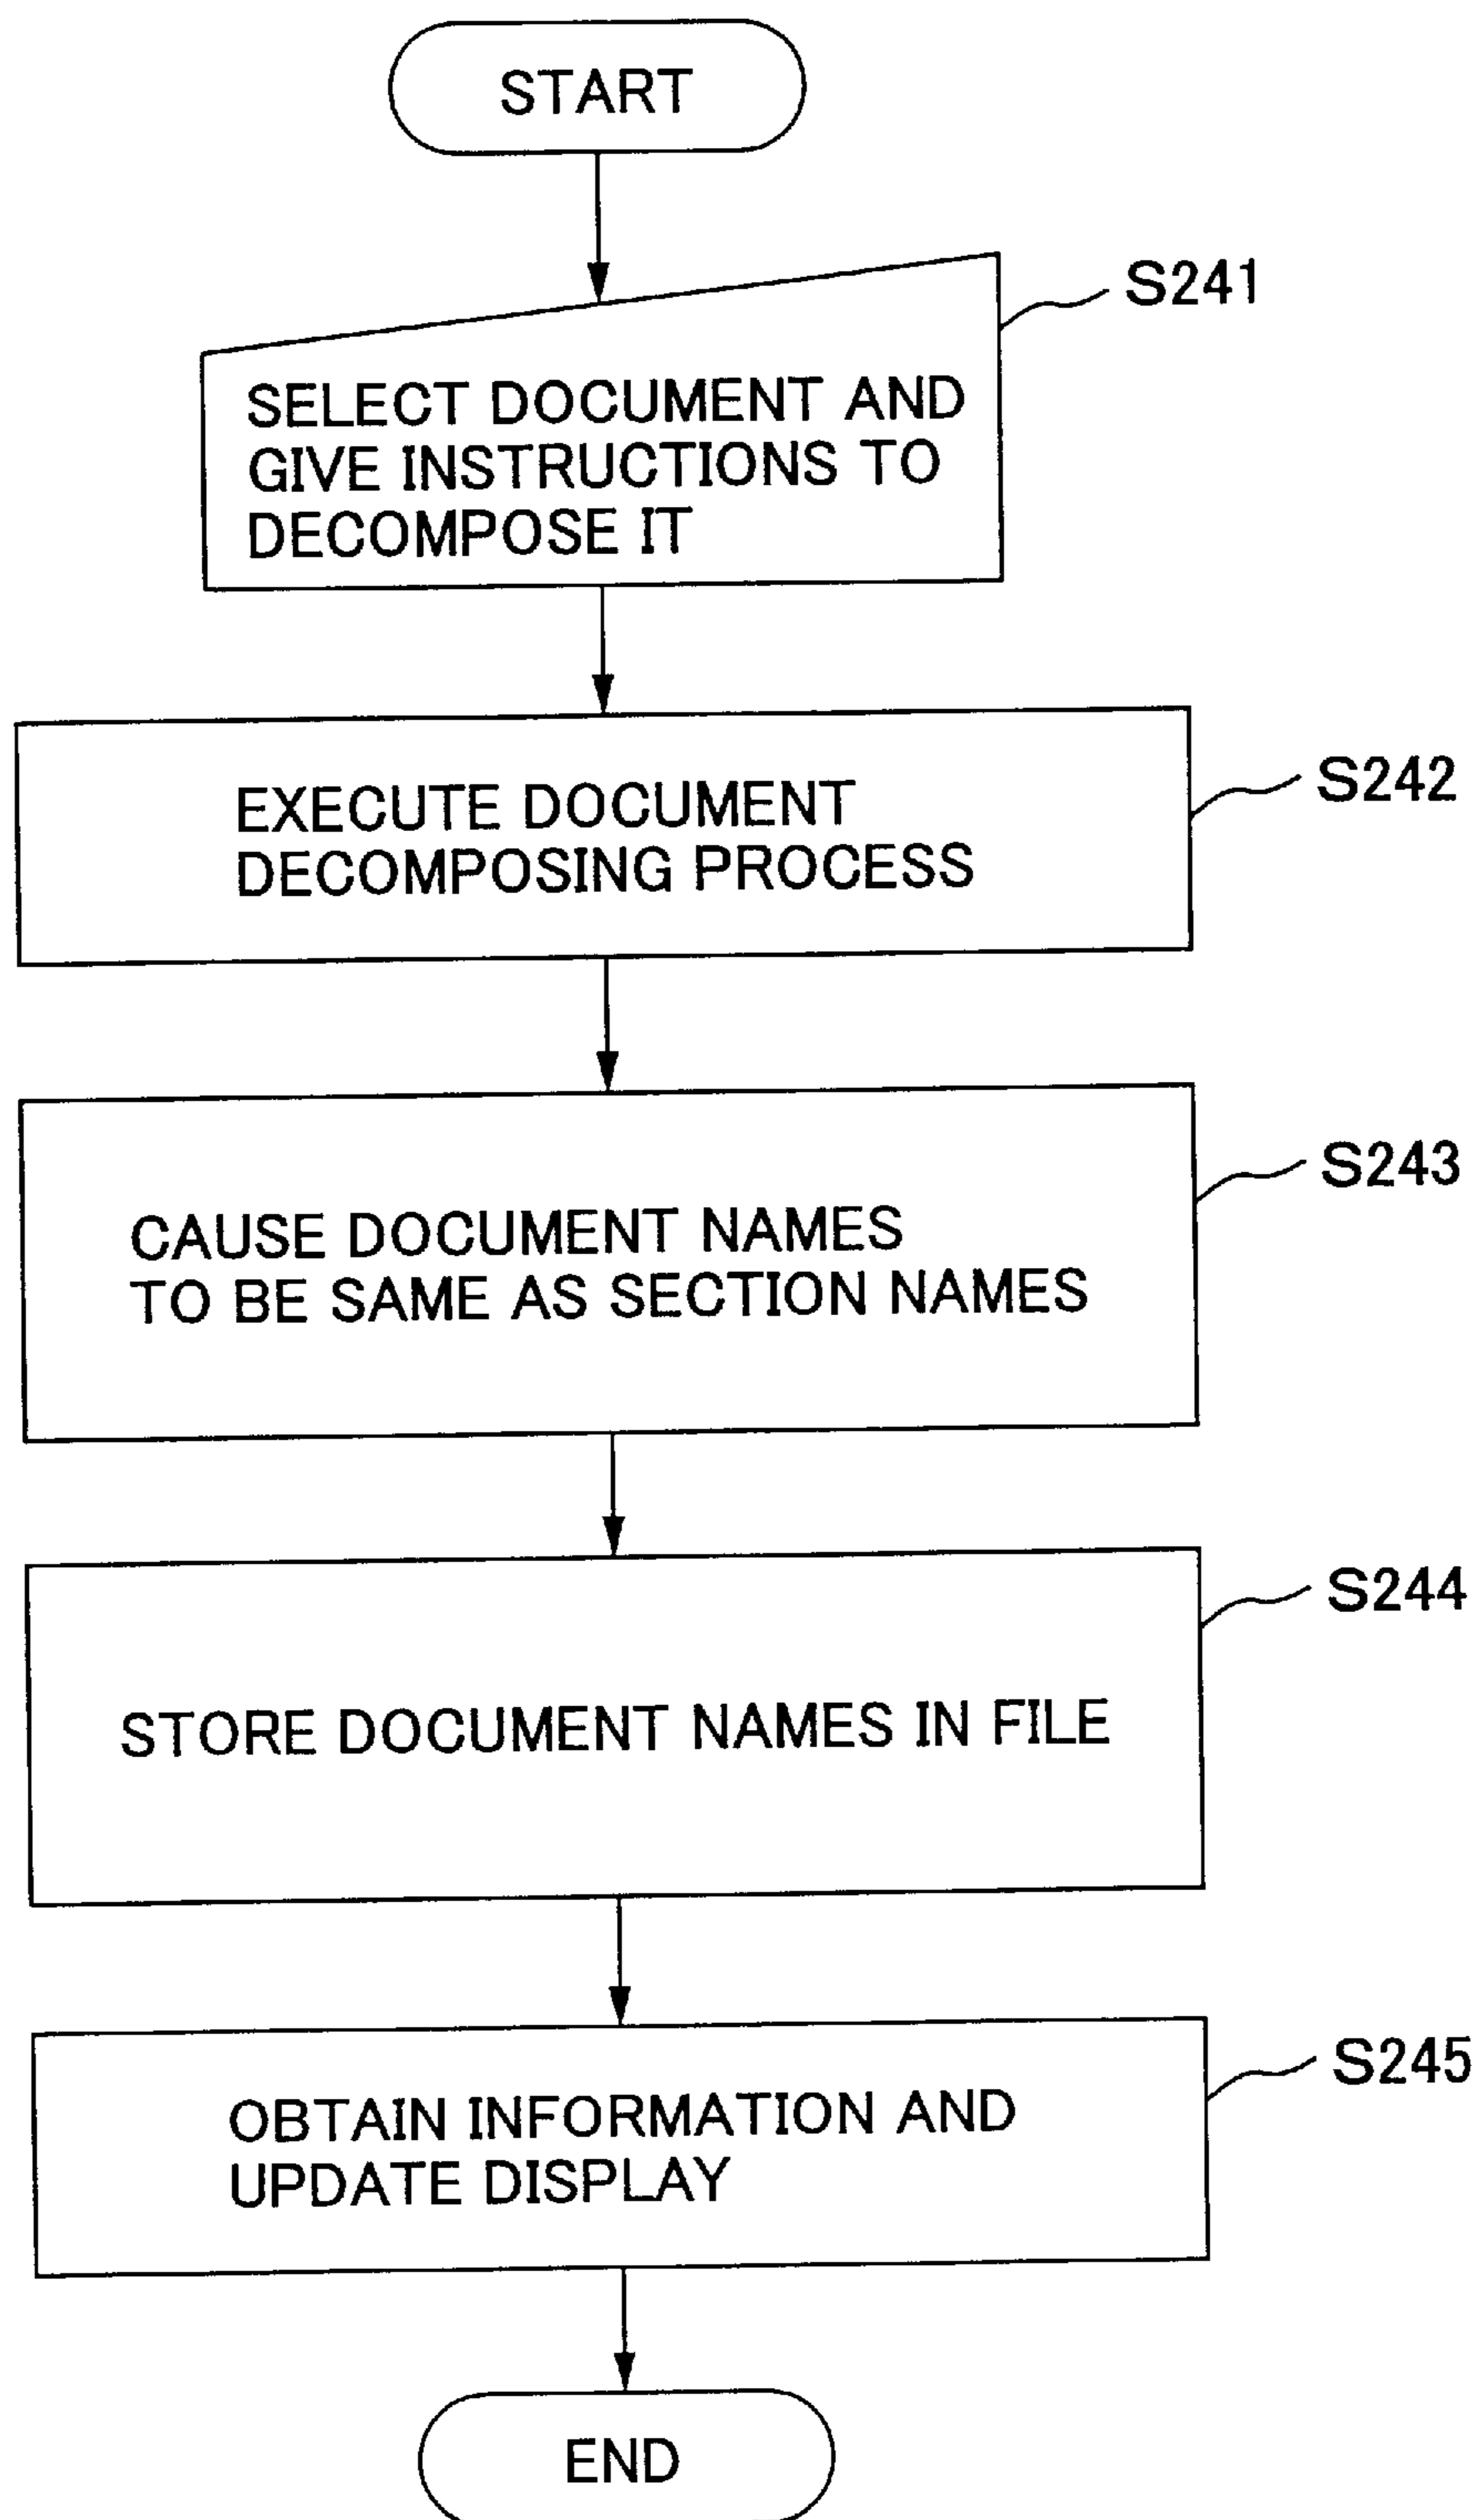 START
S241
SELECT DOCUMENT AND
GIVE INSTRUCTIONS TO
DECOMPOSE IT
S242
EXECUTE DOCUMENT
DECOMPOSING PROCESS
S243
CAUSE DOCUMENT NAMES
TO BE SAME AS SECTION NAMES
S244
STORE DOCUMENT NAMES IN FILE
S245
OBTAIN INFORMATION AND
UPDATE DISPLAY
END